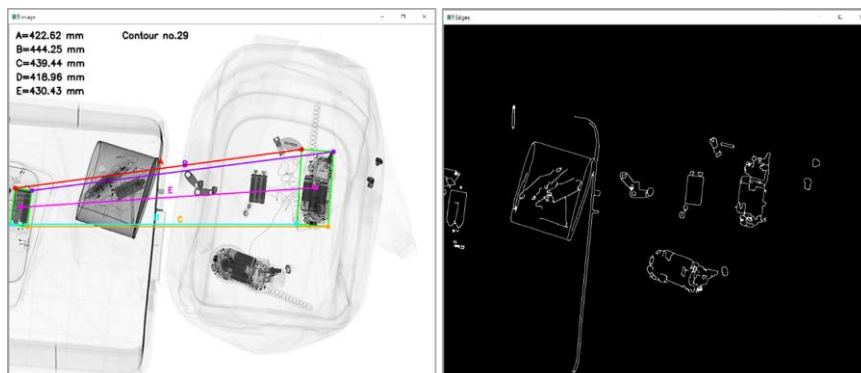 Image
A=422.62 mm
Contour no.29
B=444.25 mm
C=439.44 mm
D=418.96 mm
E=430.43 mm
A
B
E
D
C
Edges